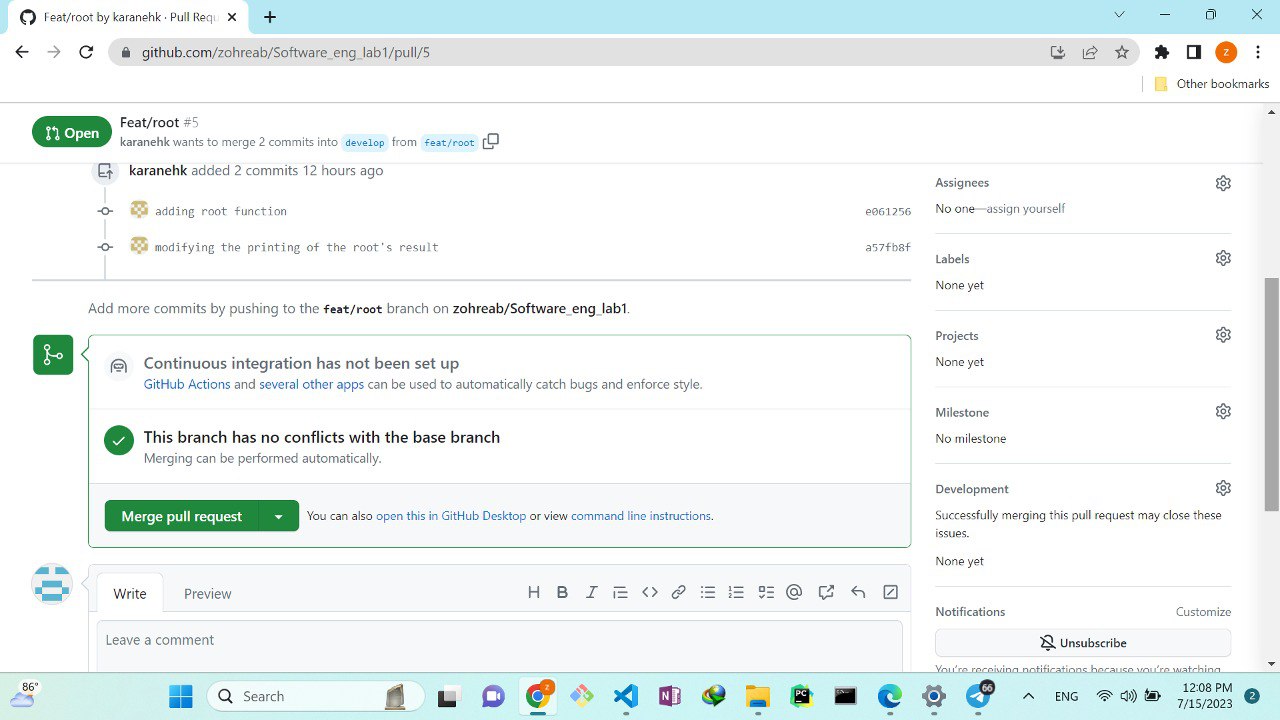 Feat/root by karanehk · Pull Requ
github.com/zohreab/Software_eng_lab1/pull/5
Z
Other bookmarks
Open
Feat/root #5
karanehk wants to merge 2 commits into develop from feat/root
karanehk added 2 commits 12 hours ago
adding root function e061256
modifying the printing of the root's result a57fb8f
Add more commits by pushing to the feat/root branch on zohreab/Software_eng_lab1.
Continuous integration has not been set up
GitHub Actions and several other apps can be used to automatically catch bugs and enforce style.
This branch has no conflicts with the base branch
Merging can be performed automatically.
Merge pull request
You can also open this in GitHub Desktop or view command line instructions.
Write Preview
Leave a comment
Assignees
No one—assign yourself
Labels
None yet
Projects
None yet
Milestone
No milestone
Development
Successfully merging this pull request may close these
issues.
None yet
Notifications Customize
Unsubscribe
You're receiving notifications because you're watching
86°
Search
2
PC
66
ENG
12:08 PM
7/15/2023
2